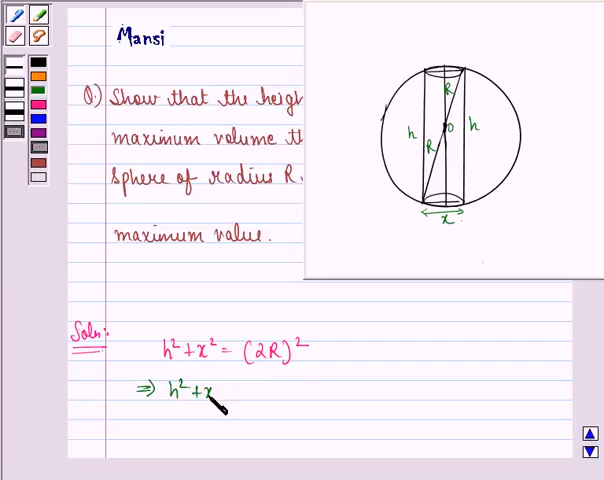 Mansi
Q) Show that the heigh
maximum volume th
Sphere of radius R
maximum value.
R
O
h
h
R
x
Soln:
h² + x² = (2R)²
⇒ h² + x